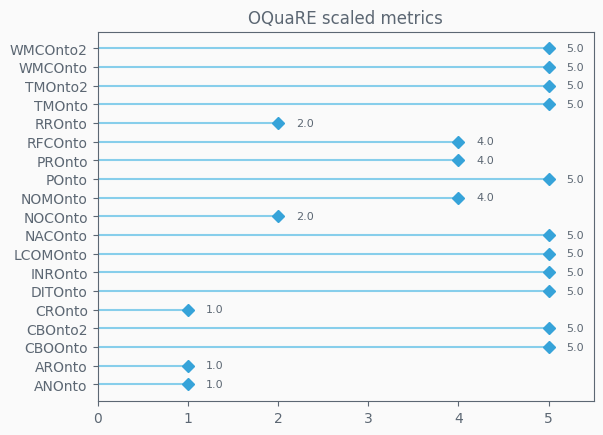 OQuaRE scaled metrics
WMCOnto2 5.0
WMCOnto 5.0
TMOnto2 5.0
TMOnto 5.0
RROnto 2.0
RFCOnto 4.0
PROnto 4.0
POnto 5.0
NOMOnto 4.0
NOCOnto 2.0
NACOnto 5.0
LCOMOnto 5.0
INROnto 5.0
DITOnto 5.0
CROnto 1.0
CBOnto2 5.0
CBOOnto 5.0
AROnto 1.0
ANOnto 1.0
0 1 2 3 4 5